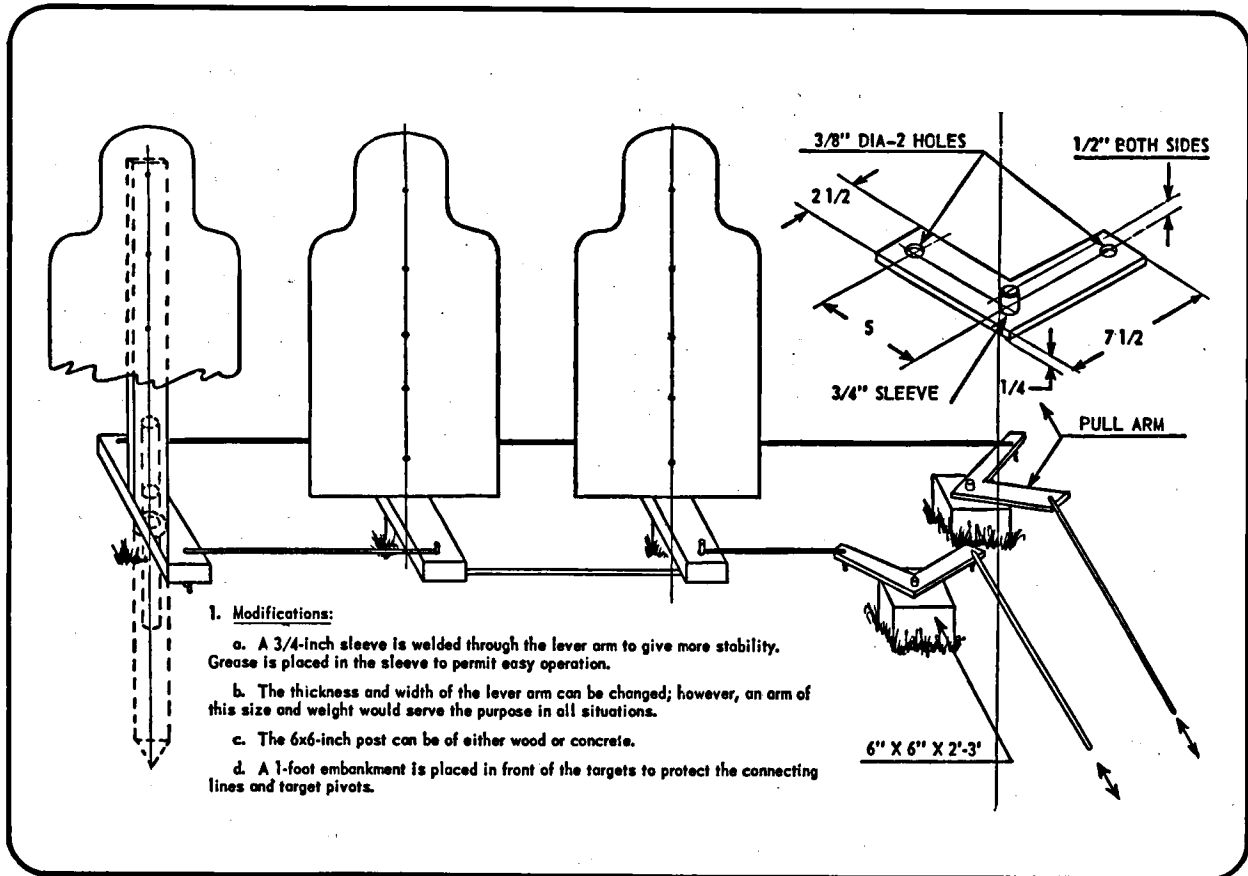 3/8" DIA-2 HOLES
1/2" BOTH SIDES
2 1/2
5
7 1/2
3/4" SLEEVE
1/4
PULL ARM
1. Modifications:
a. A 3/4-inch sleeve is welded through the lever arm to give more stability.
Grease is placed in the sleeve to permit easy operation.
b. The thickness and width of the lever arm can be changed; however, an arm of
this size and weight would serve the purpose in all situations.
c. The 6x6-inch post can be of either wood or concrete.
d. A 1-foot embankment is placed in front of the targets to protect the connecting
lines and target pivots.
6" X 6" X 2'-3'